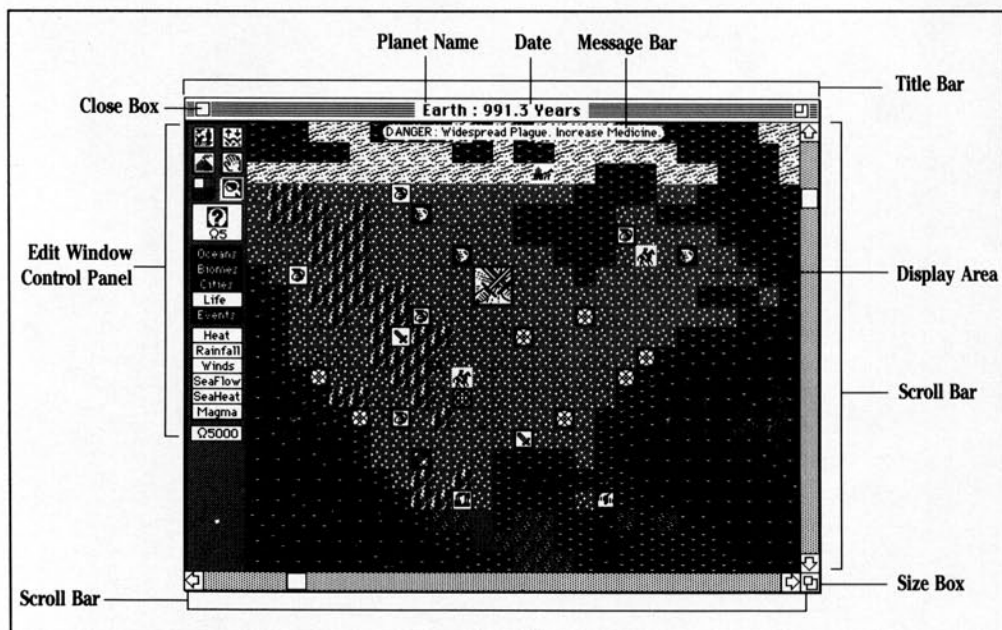 Planet Name Date Message Bar
Title Bar
Close Box
Earth : 991.3 Years
DANGER : Widespread Plague. Increase Medicine.
?
Ω5
Edit Window
Control Panel
Oceans
Biomes
Cities
Life
Events
Heat
Rainfall
Winds
SeaFlow
SeaHeat
Magma
Ω5000
Display Area
Scroll Bar
Size Box
Scroll Bar